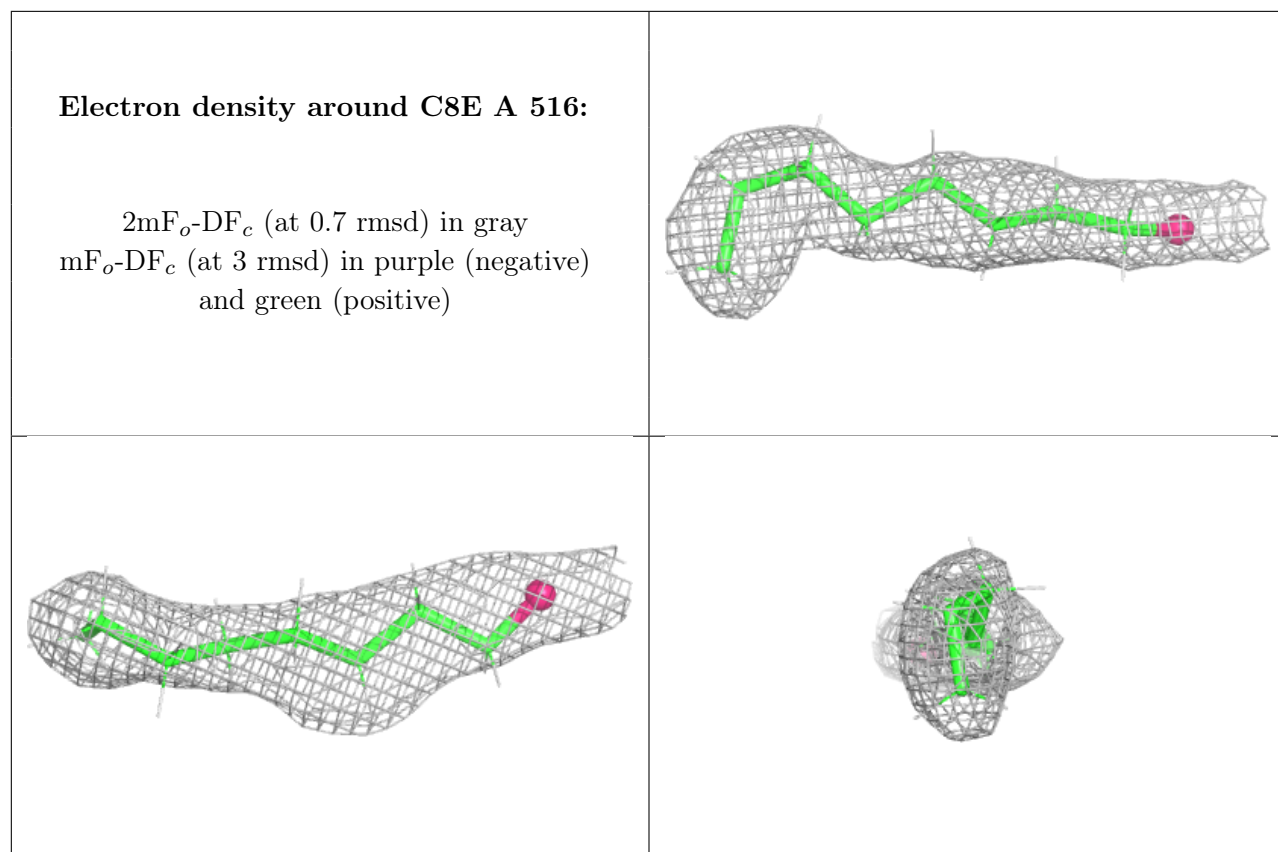 Electron density around C8E A 516:
2mFo-DFc (at 0.7 rmsd) in gray
mFo-DFc (at 3 rmsd) in purple (negative)
and green (positive)